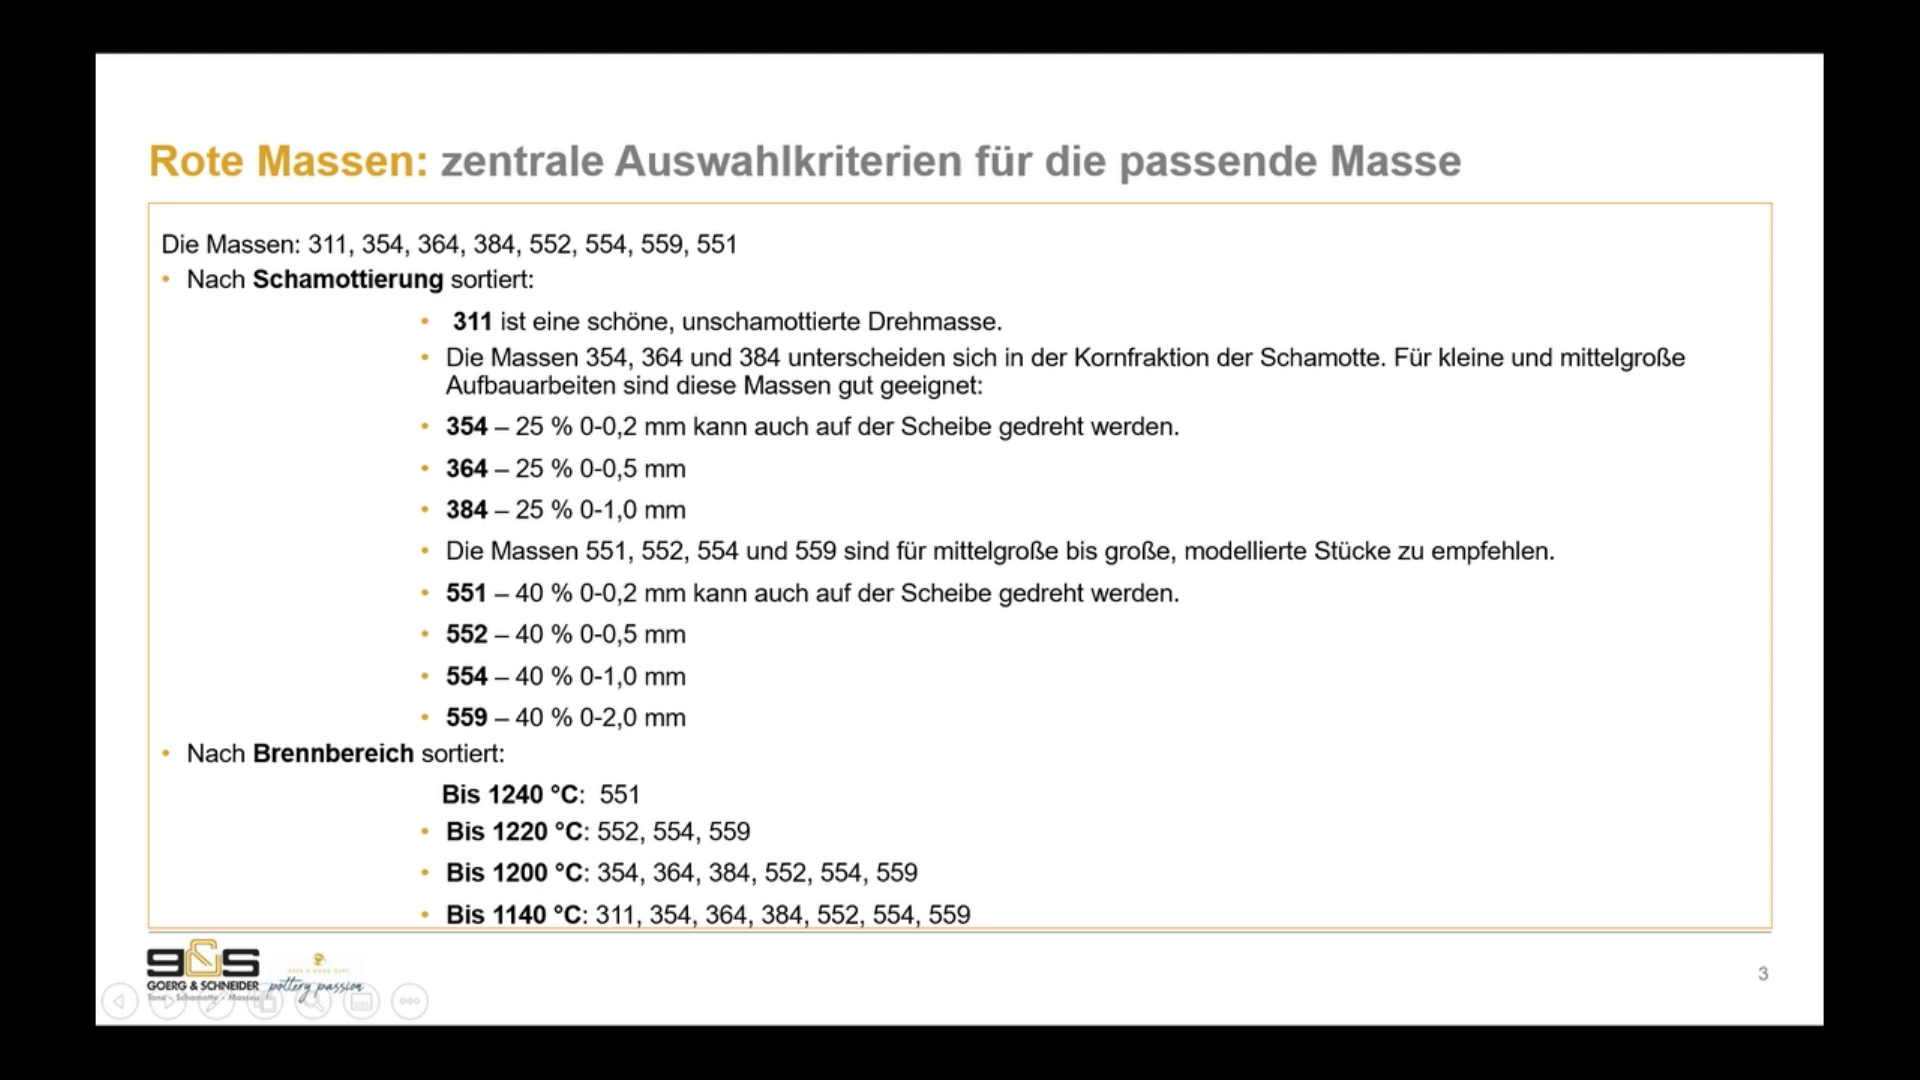 Rote Massen: zentrale Auswahlkriterien für die passende Masse
Die Massen: 311, 354, 364, 384, 552, 554, 559, 551
• Nach Schamottierung sortiert:
• 311 ist eine schöne, unschamottierte Drehmasse.
• Die Massen 354, 364 und 384 unterscheiden sich in der Kornfraktion der Schamotte. Für kleine und mittelgroße
Aufbauarbeiten sind diese Massen gut geeignet:
• 354 – 25 % 0-0,2 mm kann auch auf der Scheibe gedreht werden.
• 364 – 25 % 0-0,5 mm
• 384 – 25 % 0-1,0 mm
• Die Massen 551, 552, 554 und 559 sind für mittelgroße bis große, modellierte Stücke zu empfehlen.
• 551 – 40 % 0-0,2 mm kann auch auf der Scheibe gedreht werden.
• 552 – 40 % 0-0,5 mm
• 554 – 40 % 0-1,0 mm
• 559 – 40 % 0-2,0 mm
• Nach Brennbereich sortiert:
Bis 1240 °C: 551
• Bis 1220 °C: 552, 554, 559
• Bis 1200 °C: 354, 364, 384, 552, 554, 559
• Bis 1140 °C: 311, 354, 364, 384, 552, 554, 559
g&s
GOERG & SCHNEIDER
Tone · Schamotte · Massen
pottery passion
3